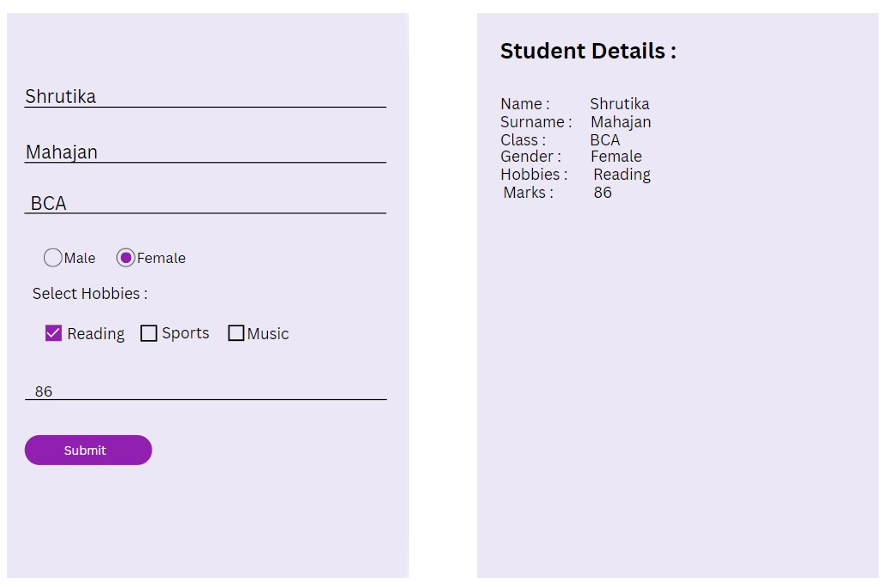 Shrutika
Mahajan
BCA
Male Female
Select Hobbies :
Reading Sports Music
86
Submit
Student Details :
Name : Shrutika
Surname : Mahajan
Class : BCA
Gender : Female
Hobbies : Reading
Marks : 86